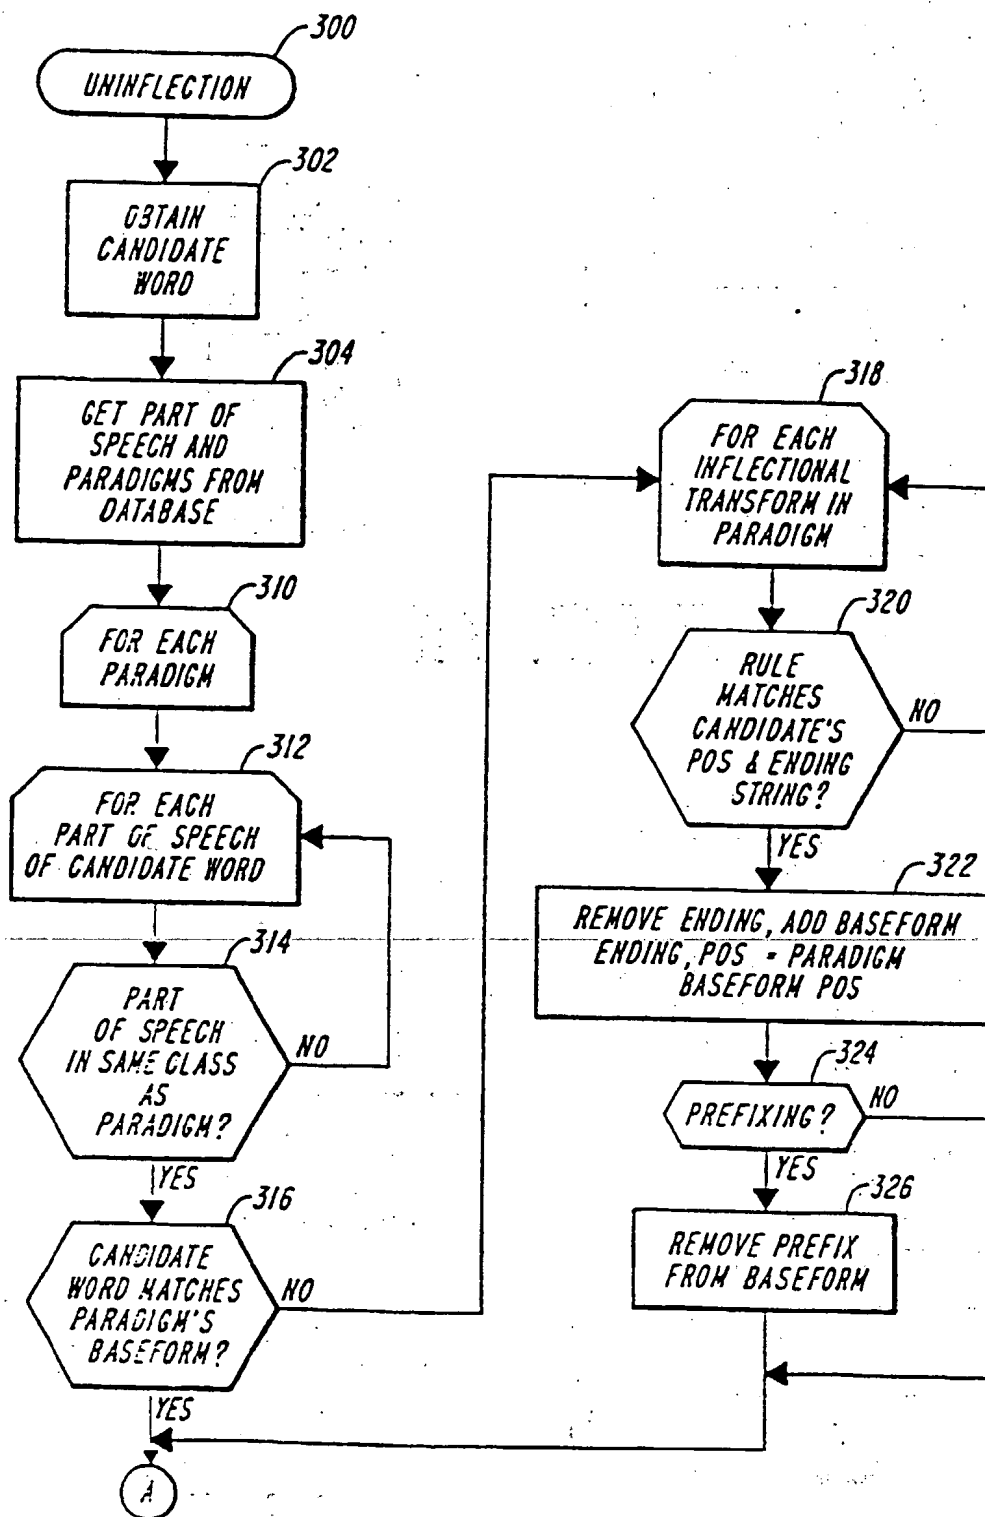 300
UNINFLECTION
302
OBTAIN
CANDIDATE
WORD
304
GET PART OF
SPEECH AND
PARADIGMS FROM
DATABASE
310
FOR EACH
PARADIGM
312
FOR EACH
PART OF SPEECH
OF CANDIDATE WORD
314
PART
OF SPEECH
IN SAME CLASS
AS
PARADIGM?
NO
YES
316
CANDIDATE
WORD MATCHES
PARADIGM'S
BASEFORM?
NO
YES
A
318
FOR EACH
INFLECTIONAL
TRANSFORM IN
PARADIGM
320
RULE
MATCHES
CANDIDATE'S
POS & ENDING
STRING?
NO
YES
322
REMOVE ENDING, ADD BASEFORM
ENDING, POS = PARADIGM
BASEFORM POS
324
PREFIXING?
NO
YES
326
REMOVE PREFIX
FROM BASEFORM